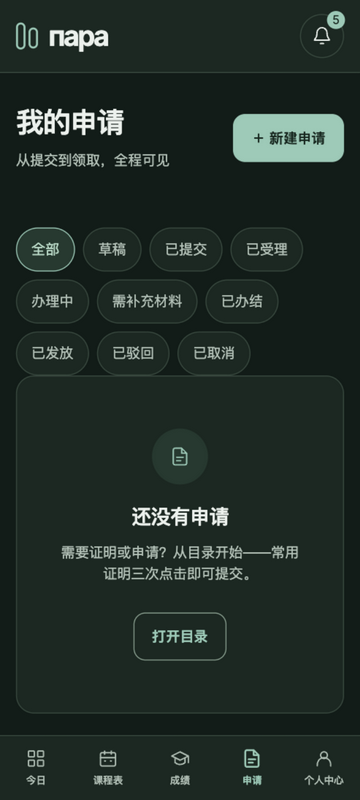 пара
5
我的申请
从提交到领取，全程可见
+ 新建申请
全部
草稿
已提交
已受理
办理中
需补充材料
已办结
已发放
已驳回
已取消
还没有申请
需要证明或申请？从目录开始——常用
证明三次点击即可提交。
打开目录
今日
课程表
成绩
申请
个人中心